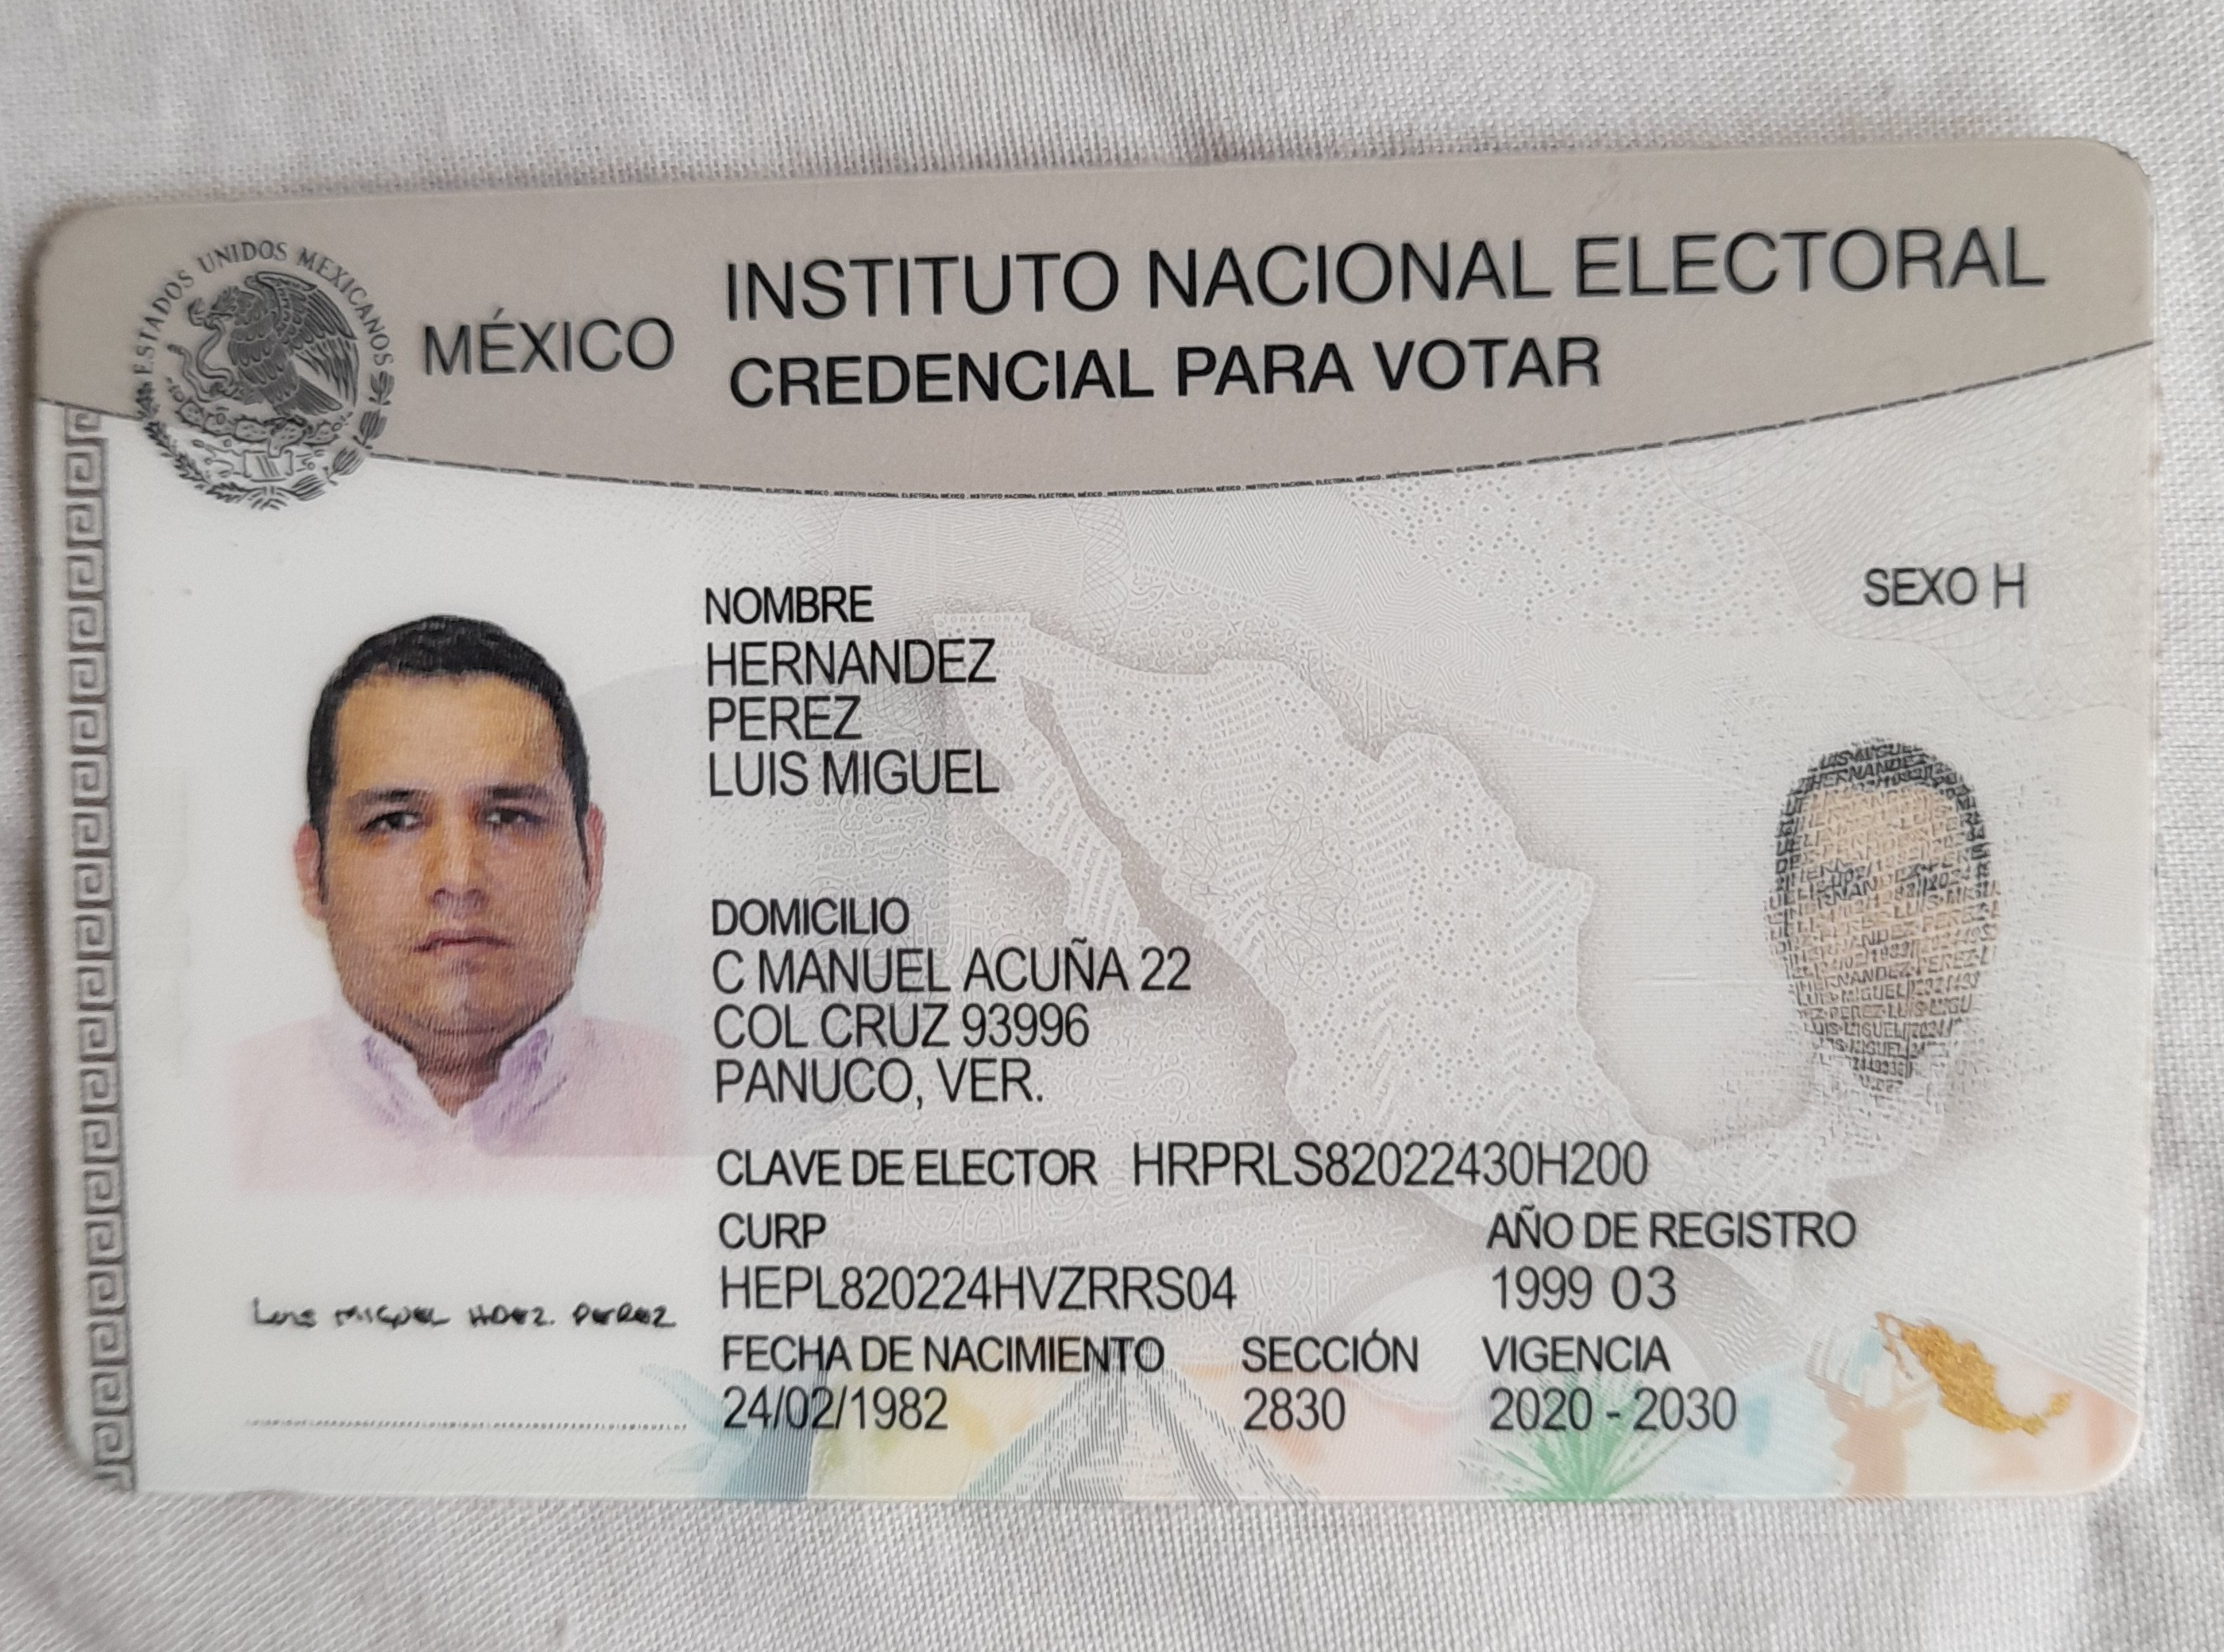 ESTADOS UNIDOS MEXICANOS
MÉXICO
INSTITUTO NACIONAL ELECTORAL
CREDENCIAL PARA VOTAR
SEXO H
NOMBRE
HERNANDEZ
PEREZ
LUIS MIGUEL
DOMICILIO
C MANUEL ACUÑA 22
COL CRUZ 93996
PANUCO, VER.
CLAVE DE ELECTOR HRPRLS82022430H200
CURP
HEPL820224HVZRRS04
AÑO DE REGISTRO
1999 03
FECHA DE NACIMIENTO
24/02/1982
SECCIÓN
2830
VIGENCIA
2020 - 2030
Luis Miguel Hdez. Perez